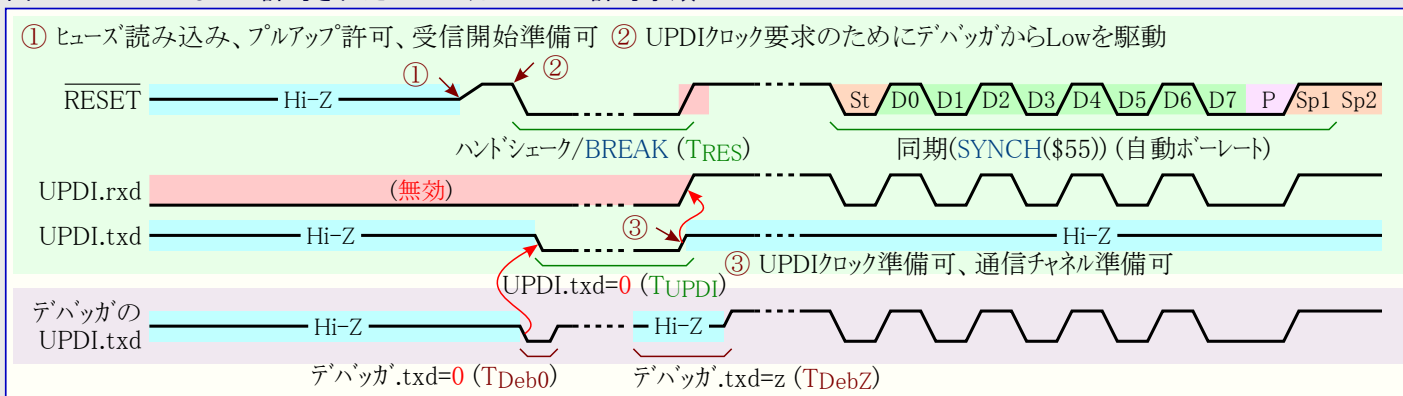 ① ヒューズ読み込み、プルアップ許可、受信開始準備可 ② UPDIクロック要求のためにデバッガからLowを駆動
① ②
RESET Hi-Z St D0 D1 D2 D3 D4 D5 D6 D7 P Sp1 Sp2
ハンドシェーク/BREAK (TRES) 同期(SYNCH($55)) (自動ボーレート)
UPDI.rxd (無効)
UPDI.txd Hi-Z ③ Hi-Z
③ UPDIクロック準備可、通信チャネル準備可
UPDI.txd=0 (TUPDI)
デバッガの
UPDI.txd Hi-Z Hi-Z
デバッガ.txd=0 (TDeb0) デバッガ.txd=z (TDebZ)